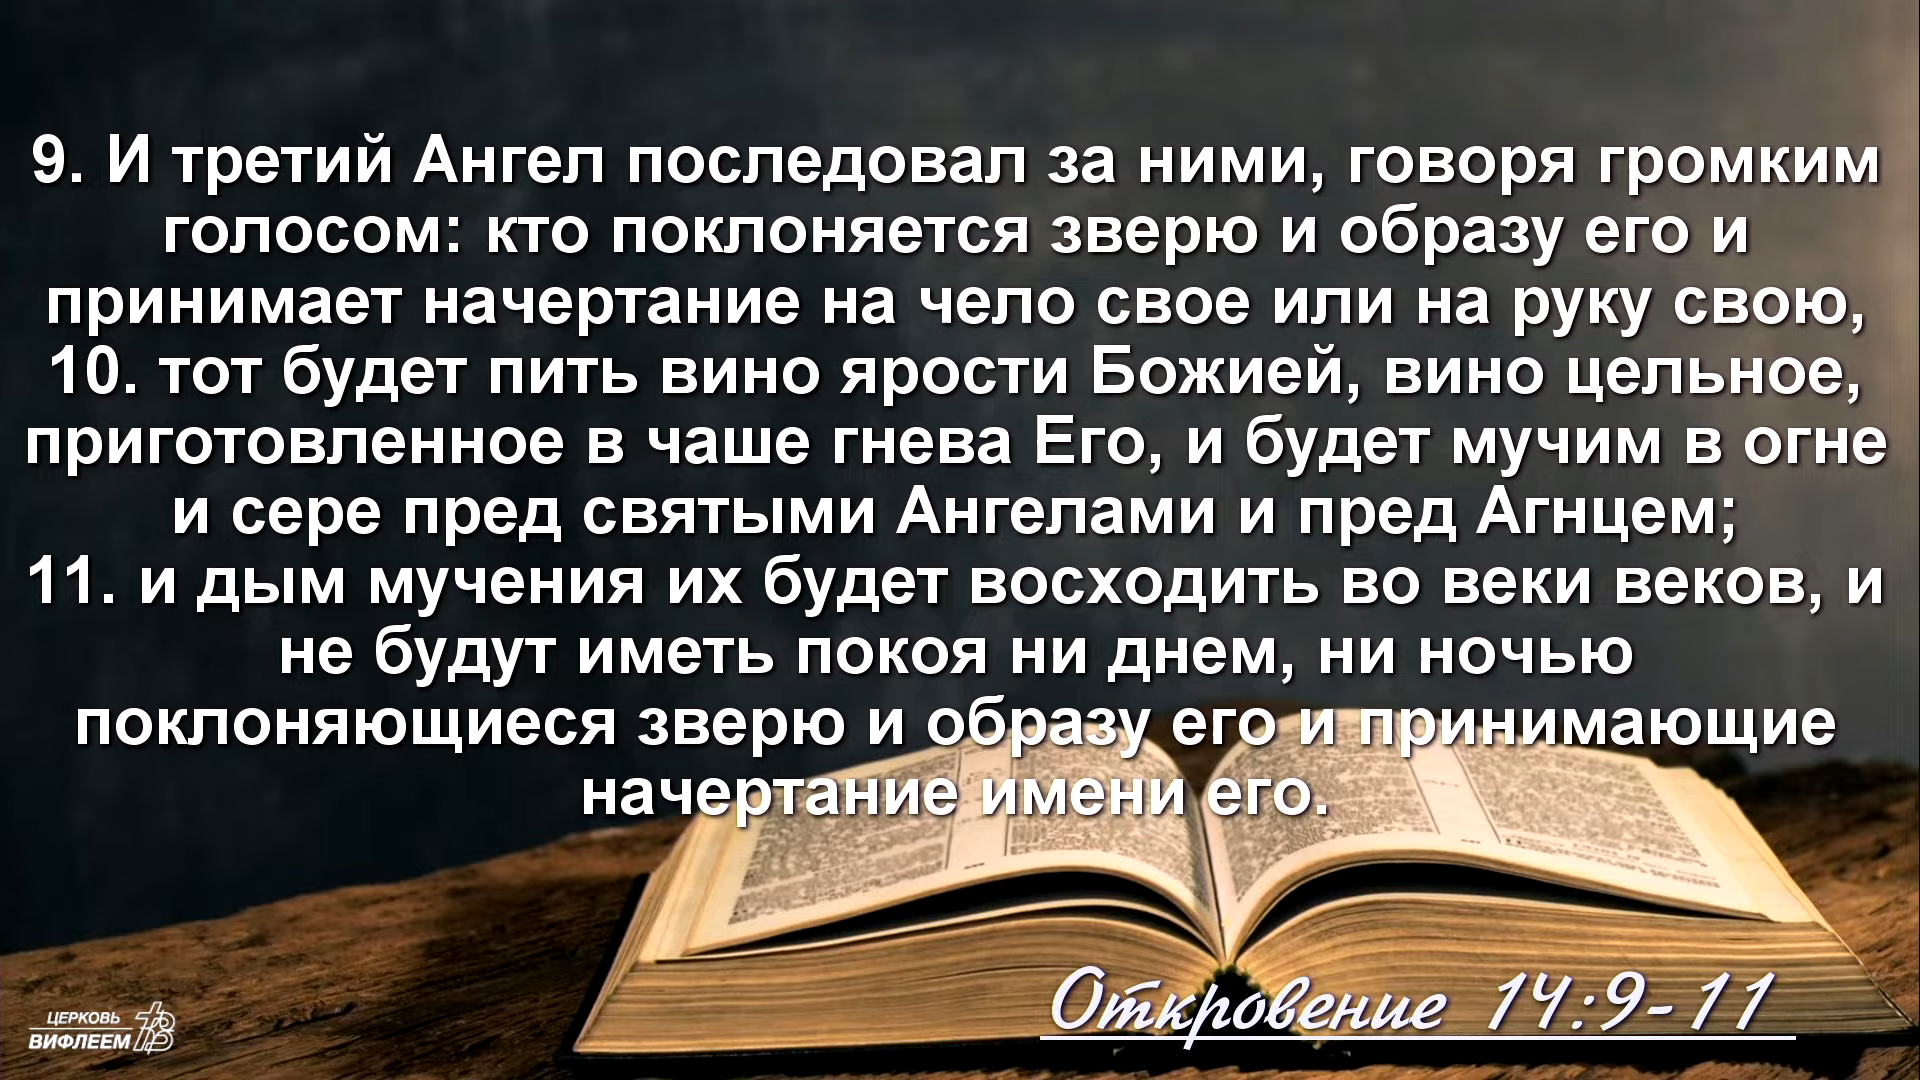 9. И третий Ангел последовал за ними, говоря громким
голосом: кто поклоняется зверю и образу его и
принимает начертание на чело свое или на руку свою,
10. тот будет пить вино ярости Божией, вино цельное,
приготовленное в чаше гнева Его, и будет мучим в огне
и сере пред святыми Ангелами и пред Агнцем;
11. и дым мучения их будет восходить во веки веков, и
не будут иметь покоя ни днем, ни ночью
поклоняющиеся зверю и образу его и принимающие
начертание имени его.
Откровение 14:9-11
ЦЕРКОВЬ
ВИФЛЕЕМ